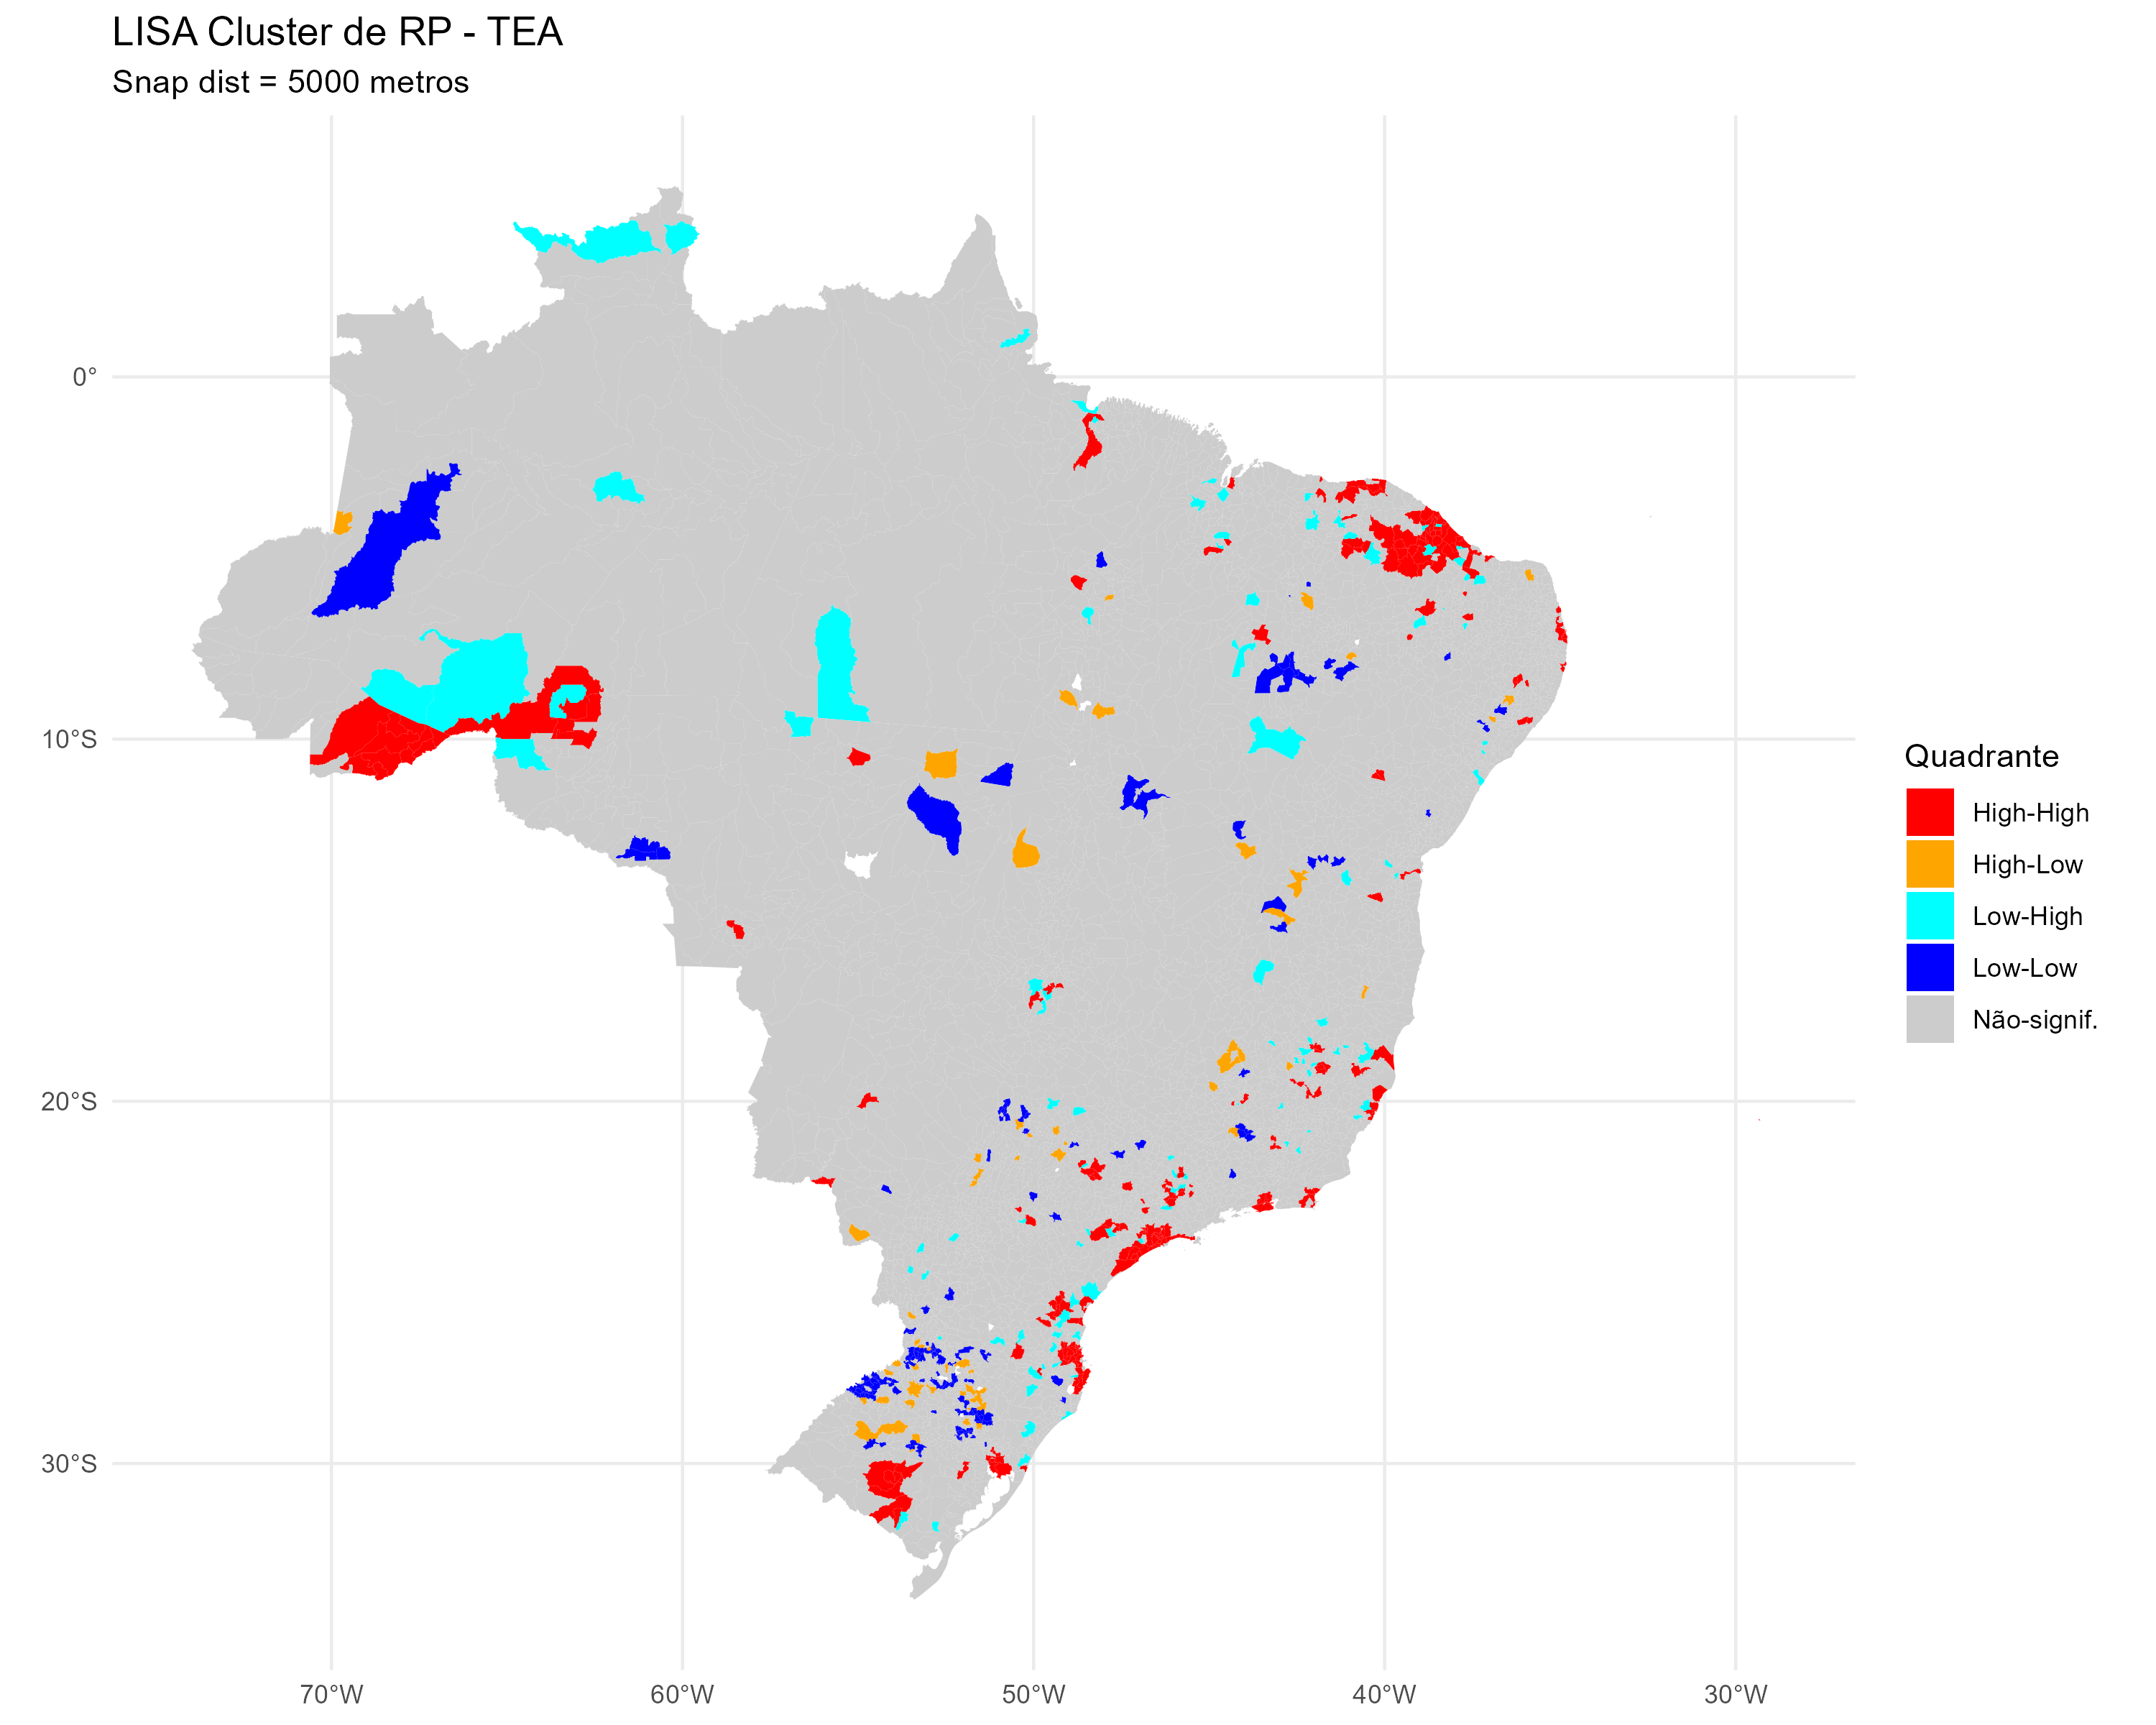 LISA Cluster de RP - TEA
Snap dist = 5000 metros
0°
10°S
20°S
30°S
70°W
60°W
50°W
40°W
30°W
Quadrante
High-High
High-Low
Low-High
Low-Low
Não-signif.